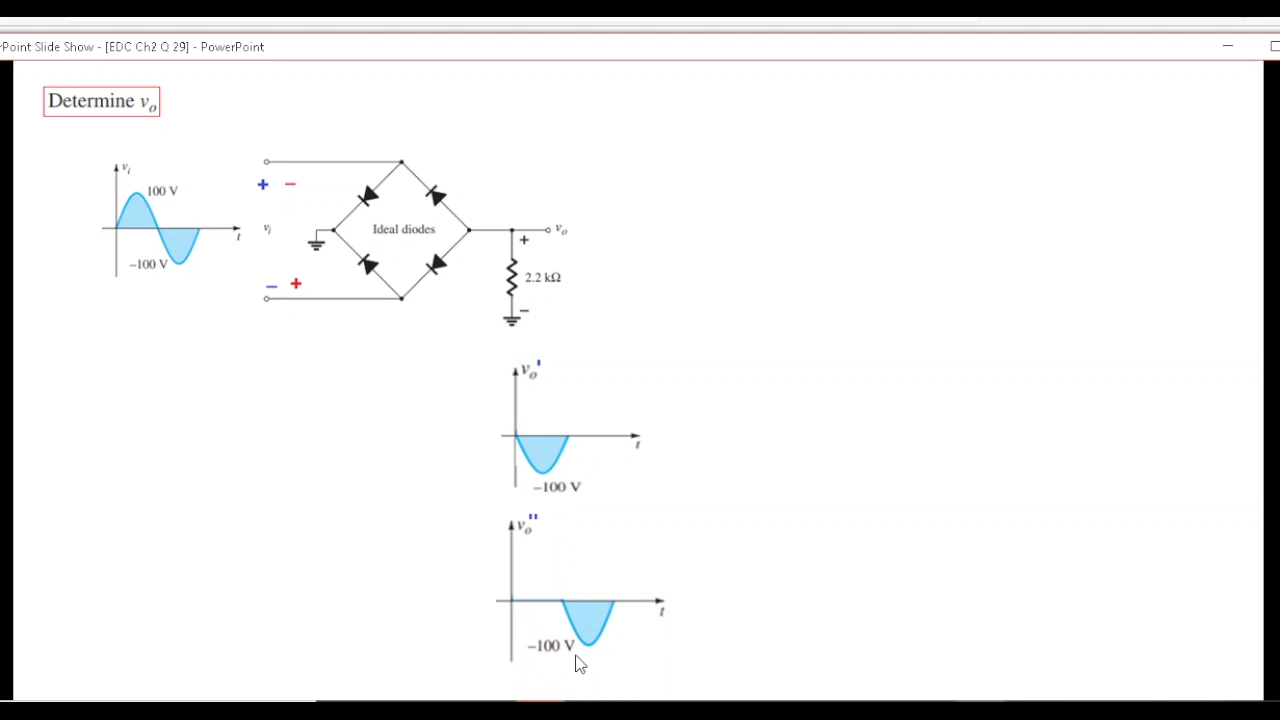 rPoint Slide Show - [EDC Ch2 Q 29] - PowerPoint
Determine vo
vi
100 V
t
−100 V
+ −
vi
− +
Ideal diodes
vo
+
2.2 kΩ
−
vo'
t
−100 V
vo"
t
−100 V